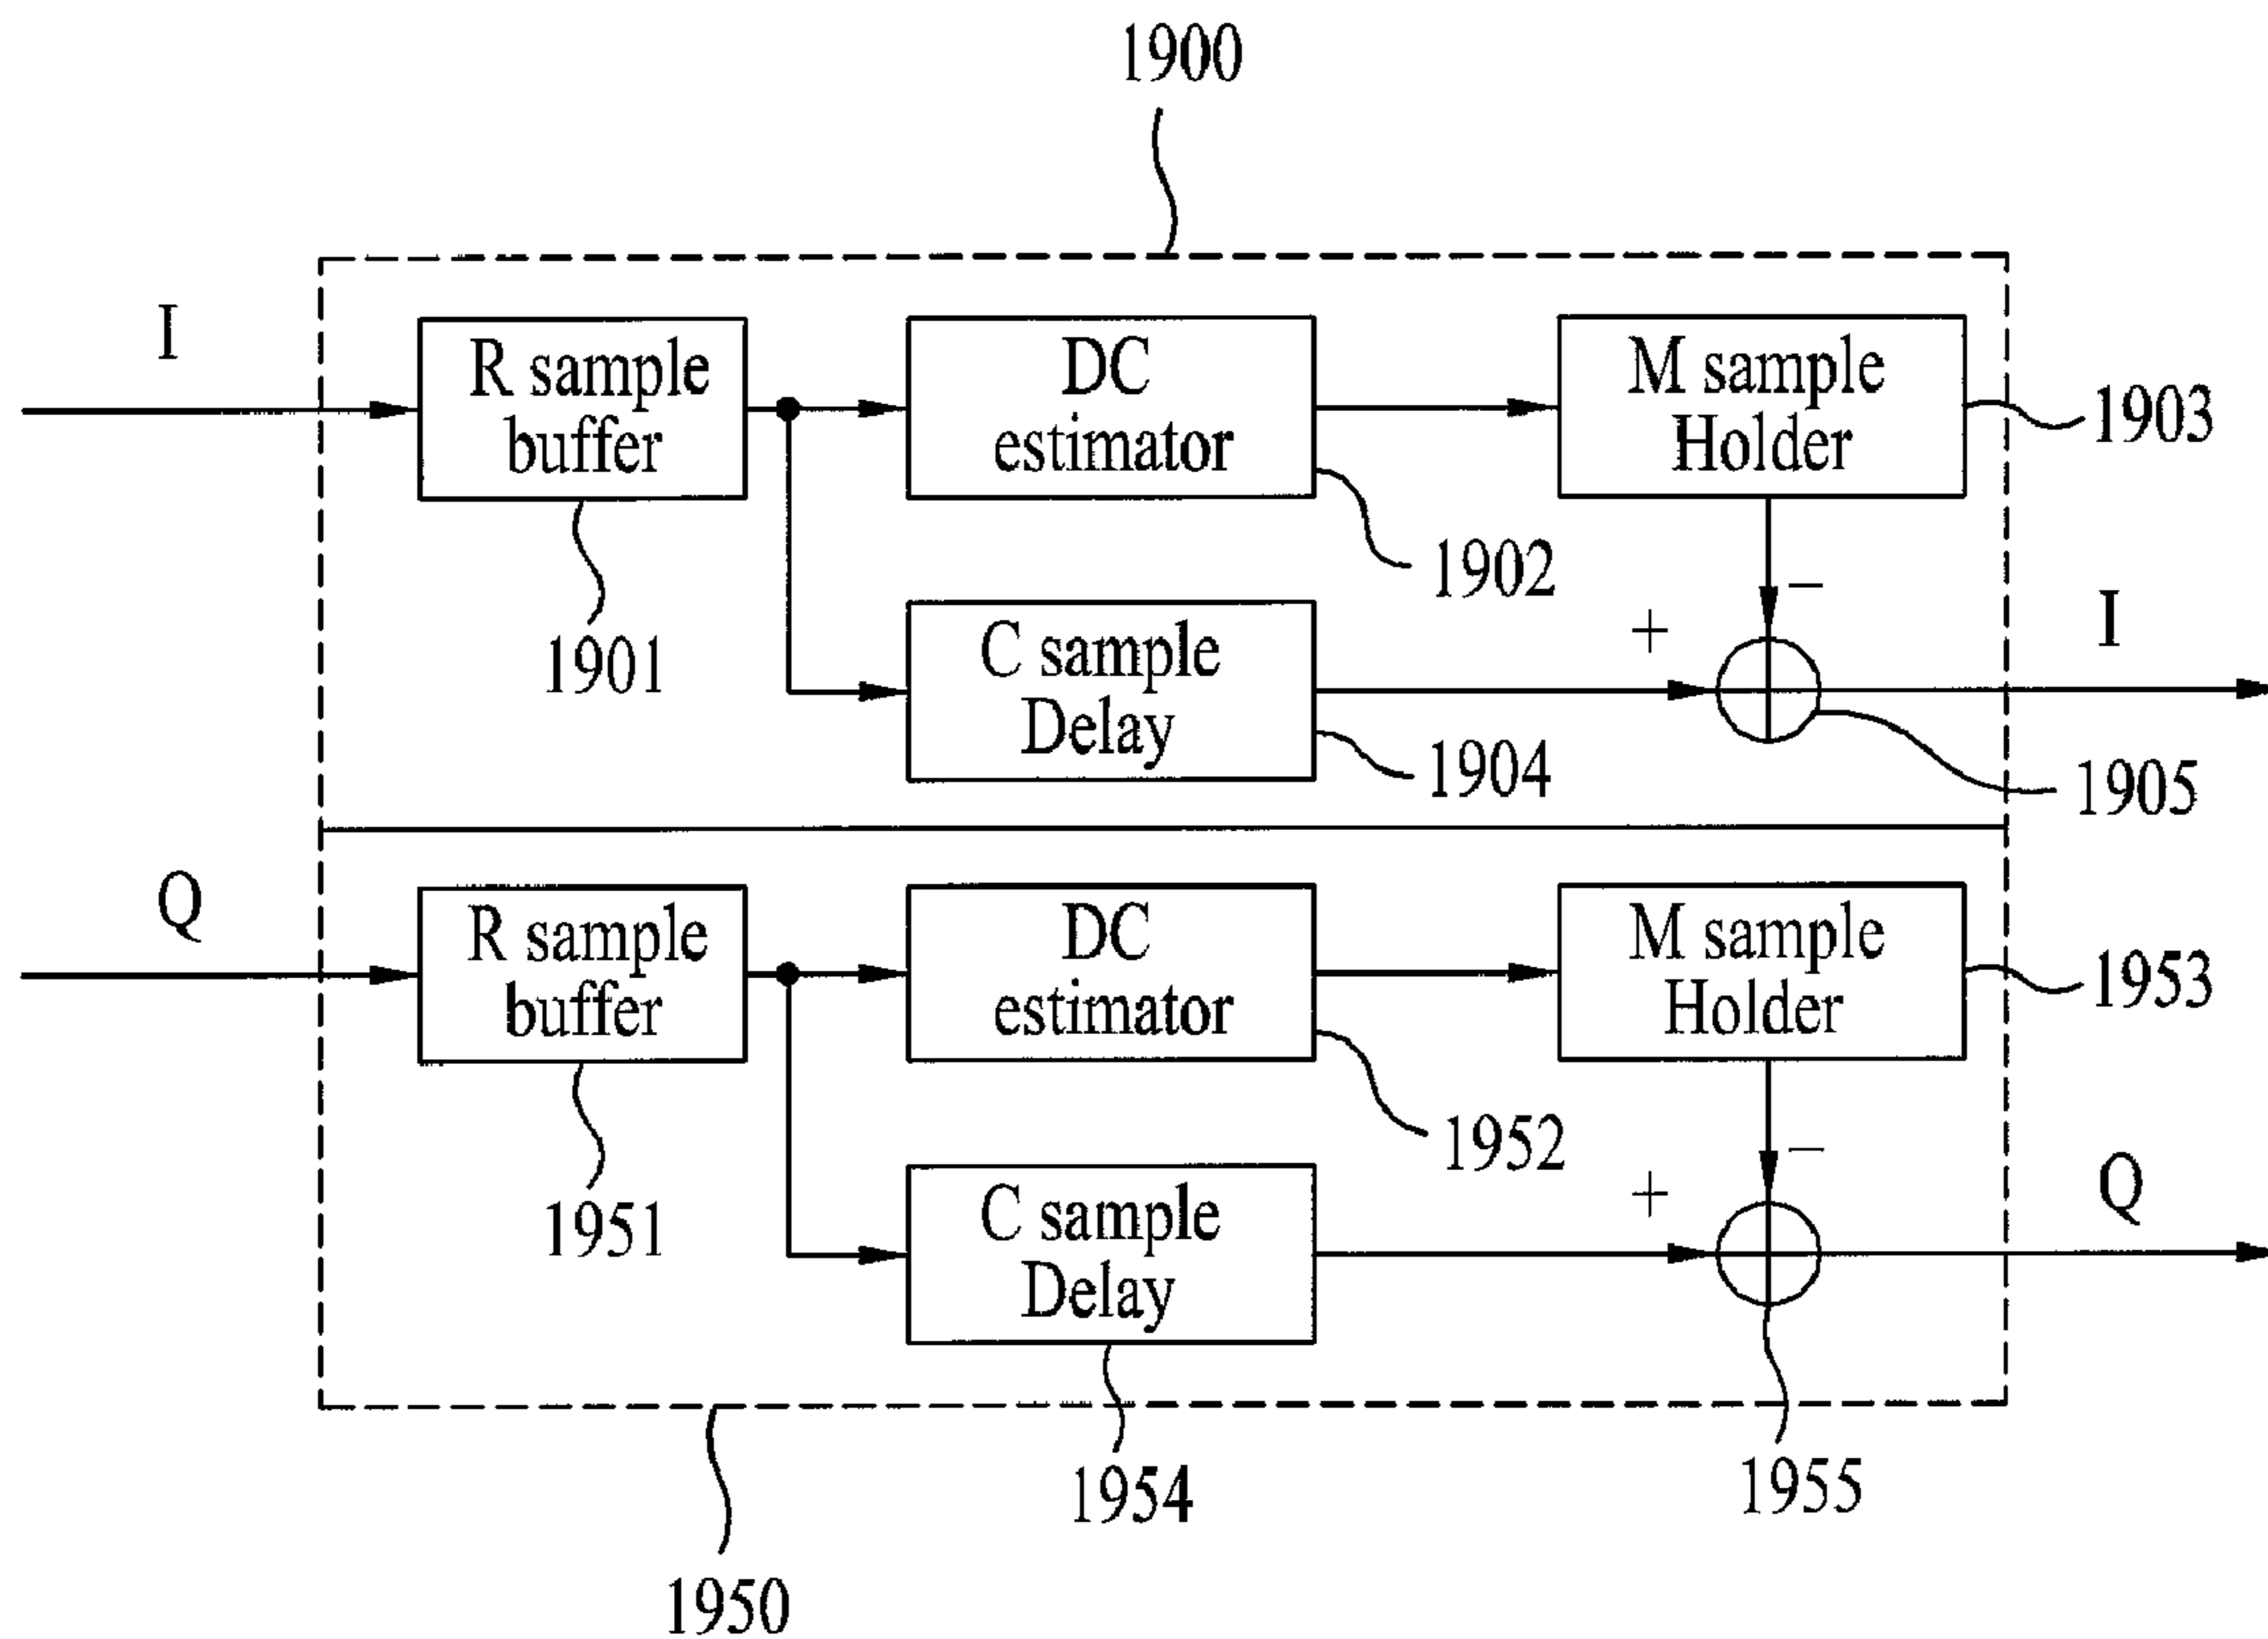 1900
I
R sample
buffer
DC
estimator
M sample
Holder
1903
1902
1901
−
+
I
C sample
Delay
1904
1905
Q
R sample
buffer
DC
estimator
M sample
Holder
1953
1952
1951
−
+
Q
C sample
Delay
1954
1955
1950